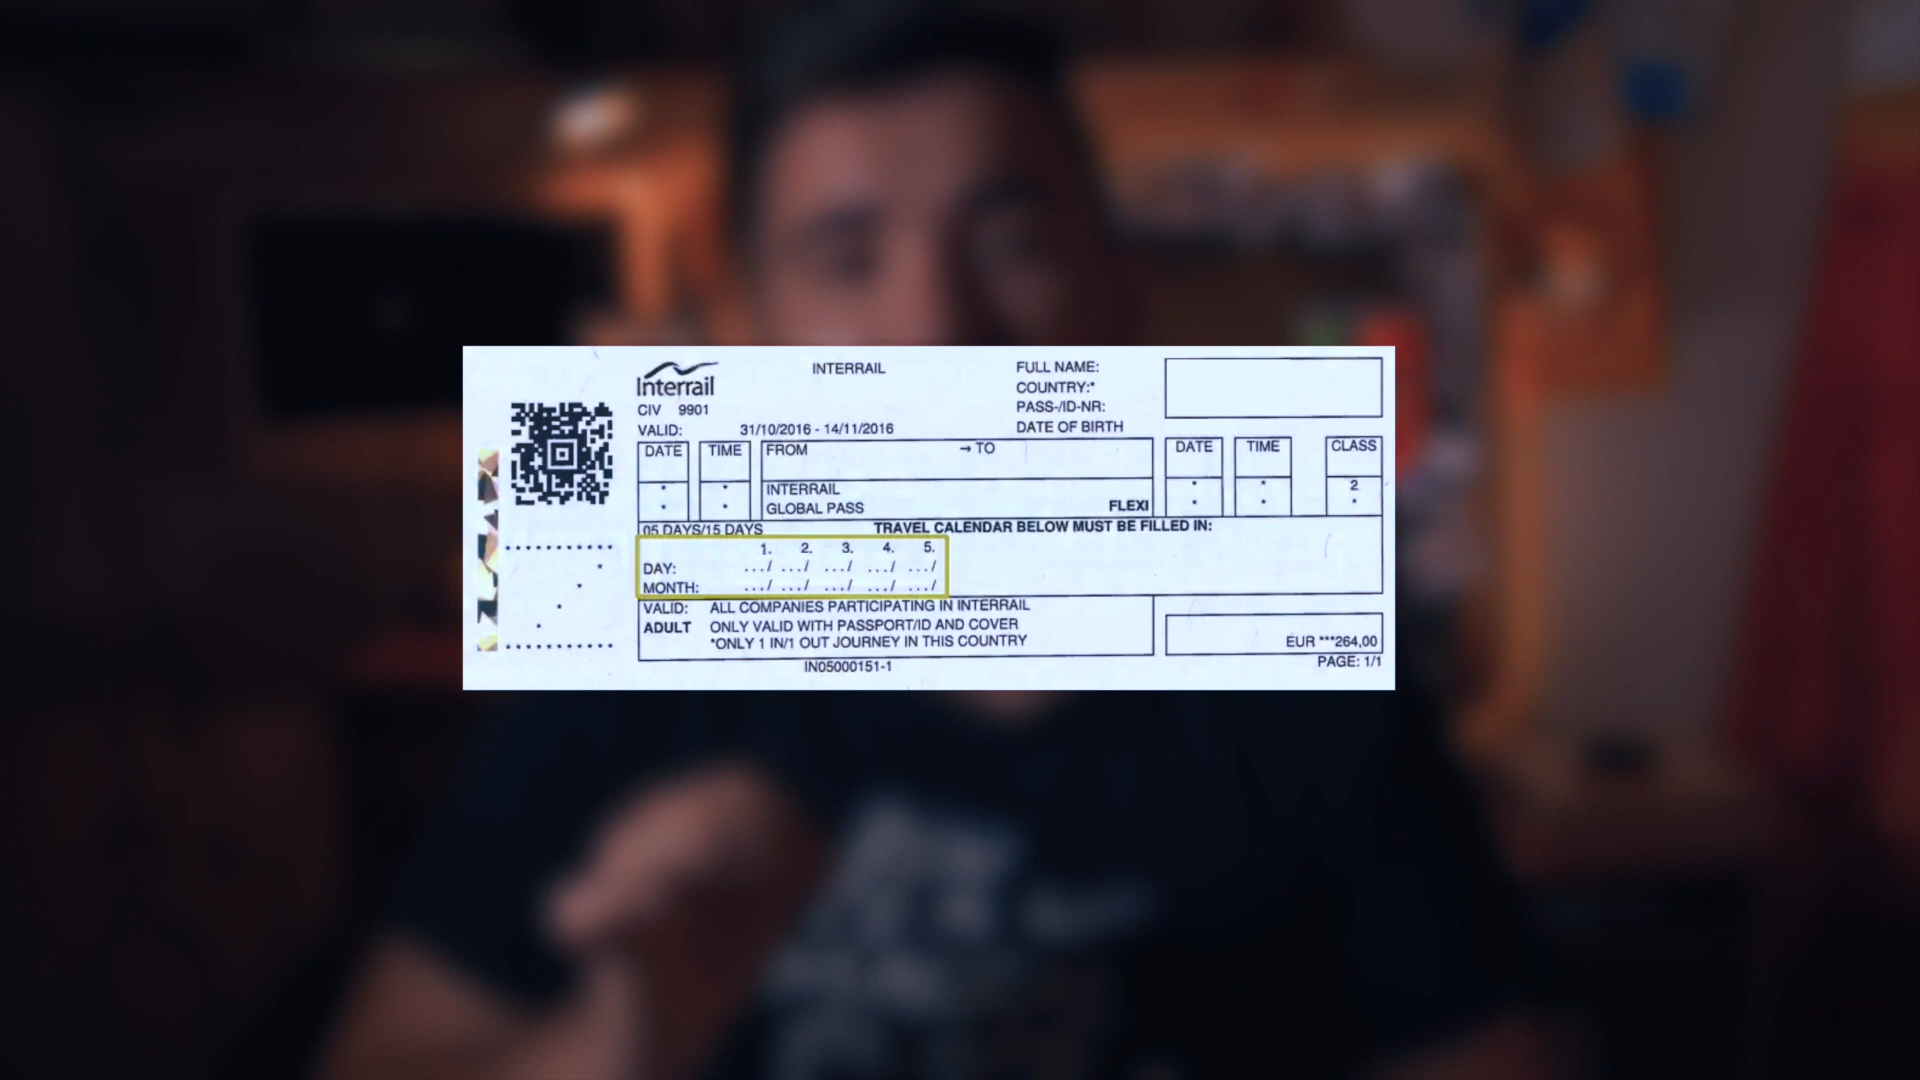 Interrail
INTERRAIL
FULL NAME:
COUNTRY:*
PASS-/ID-NR:
DATE OF BIRTH
CIV 9901
VALID: 31/10/2016 - 14/11/2016
DATE TIME FROM → TO DATE TIME CLASS
* * INTERRAIL * * 2
* * GLOBAL PASS FLEXI * * *
05 DAYS/15 DAYS TRAVEL CALENDAR BELOW MUST BE FILLED IN:
1. 2. 3. 4. 5.
DAY: .../ .../ .../ .../ .../
MONTH: .../ .../ .../ .../ .../
VALID: ALL COMPANIES PARTICIPATING IN INTERRAIL
ADULT ONLY VALID WITH PASSPORT/ID AND COVER
*ONLY 1 IN/1 OUT JOURNEY IN THIS COUNTRY
EUR ***264,00
IN05000151-1
PAGE: 1/1